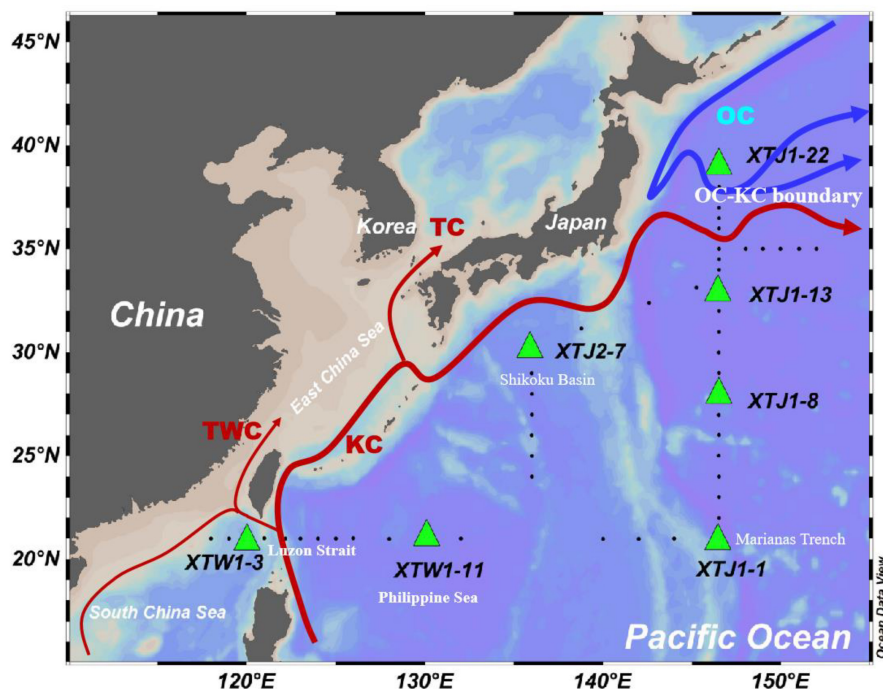 45°N
40°N
35°N
30°N
25°N
20°N
120°E
130°E
140°E
150°E
OC
XTJ1-22
OC-KC boundary
Korea
TC
Japan
China
East China Sea
XTJ1-13
XTJ2-7
Shikoku Basin
XTJ1-8
TWC
KC
XTW1-3
Luzon Strait
XTW1-11
Marianas Trench
XTJ1-1
Philippine Sea
South China Sea
Pacific Ocean
Ocean Data View